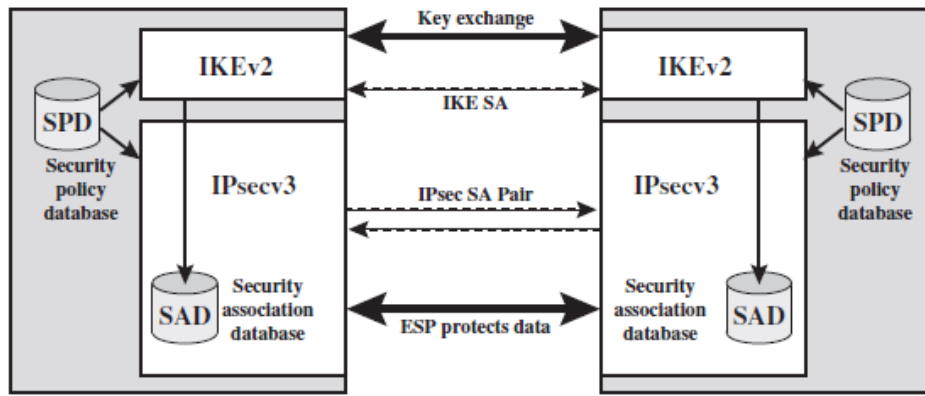 Key exchange
IKEv2
IKEv2
IKE SA
SPD
SPD
Security
policy
database
Security
policy
database
IPsecv3
IPsecv3
IPsec SA Pair
Security
association
database
Security
association
database
SAD
SAD
ESP protects data